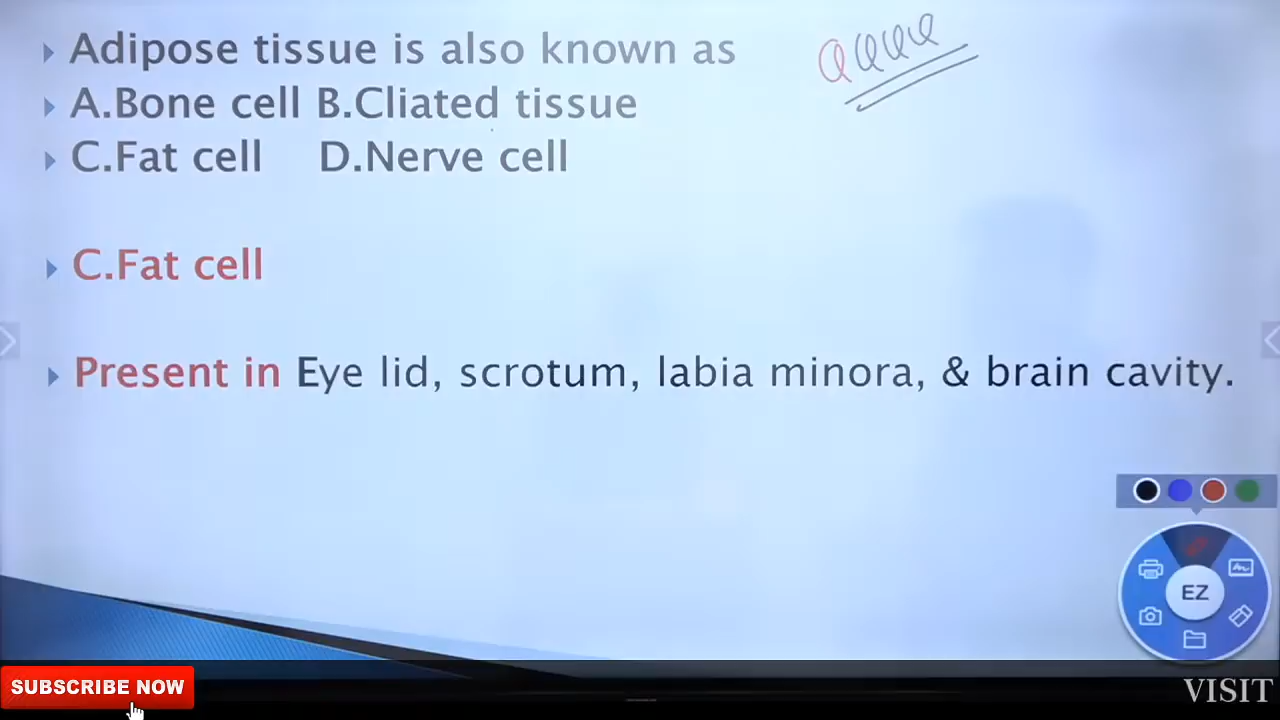 Adipose tissue is also known as
A.Bone cell B.Cliated tissue
C.Fat cell D.Nerve cell
C.Fat cell
Present in Eye lid, scrotum, labia minora, & brain cavity.
EZ
SUBSCRIBE NOW
VISIT